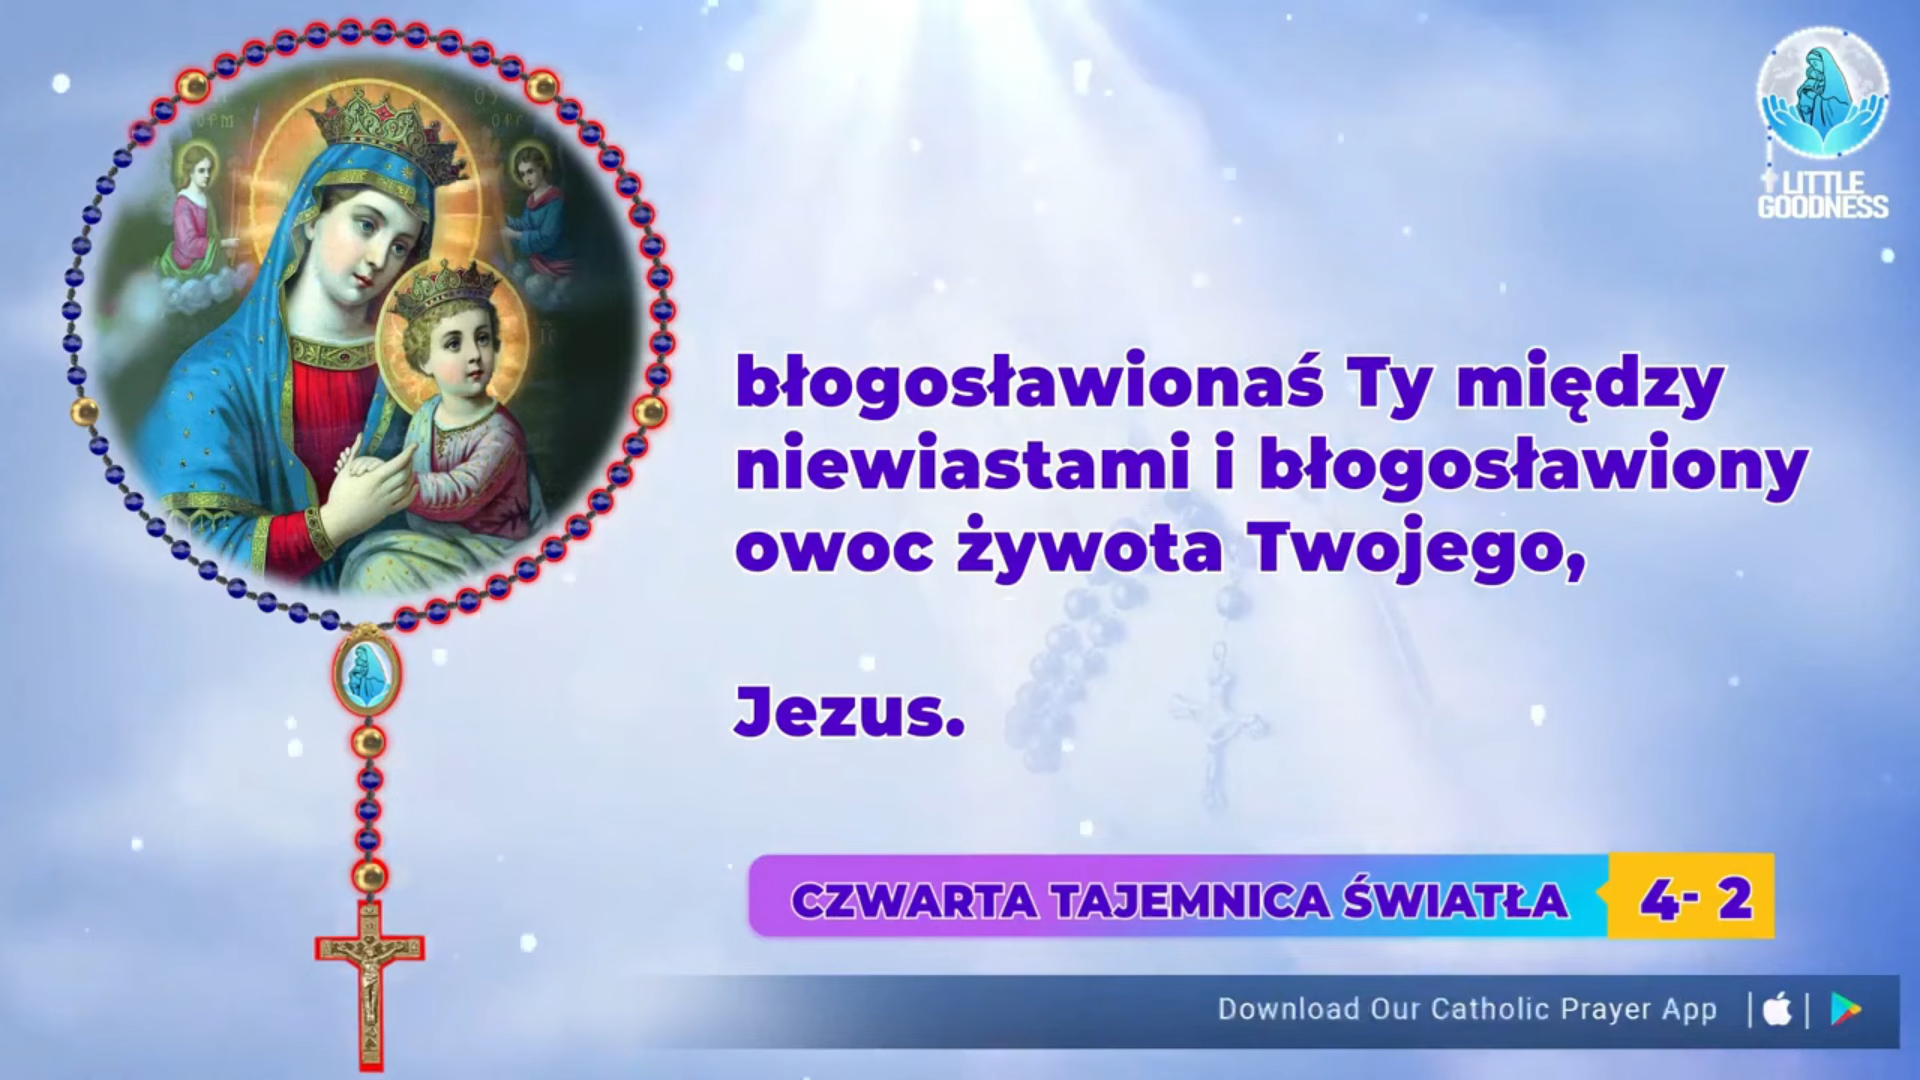 LITTLE
GOODNESS
błogosławionaś Ty między
niewiastami i błogosławiony
owoc żywota Twojego,
Jezus.
CZWARTA TAJEMNICA ŚWIATŁA 4- 2
Download Our Catholic Prayer App